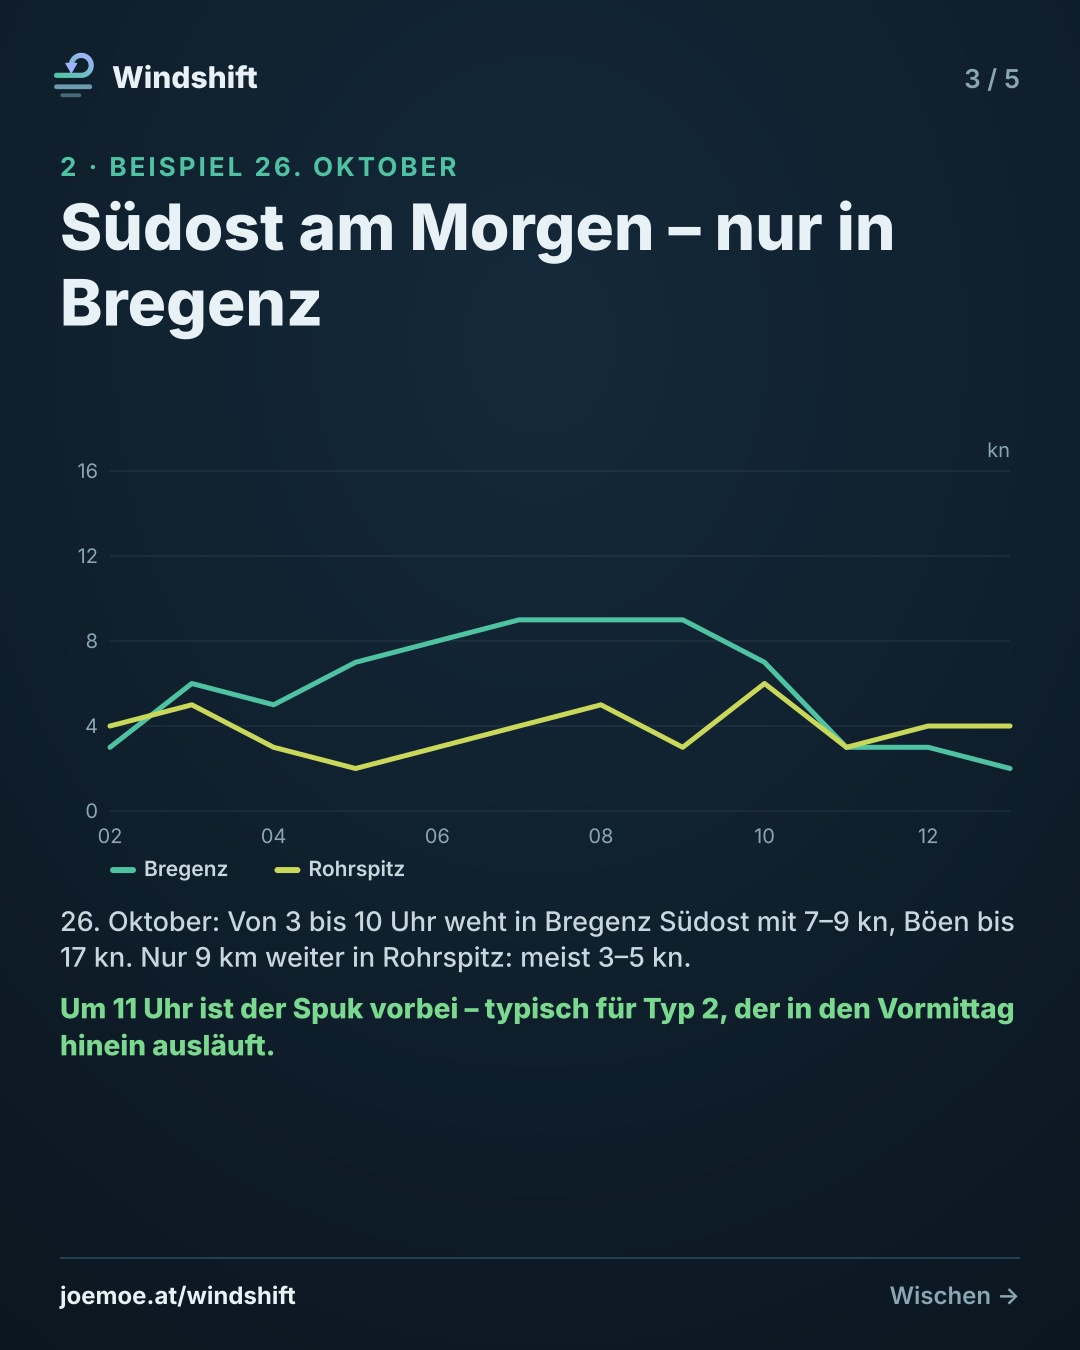 Windshift
3 / 5
2 · BEISPIEL 26. OKTOBER
Südost am Morgen – nur in
Bregenz
kn
16
12
8
4
0
02 04 06 08 10 12
Bregenz Rohrspitz
26. Oktober: Von 3 bis 10 Uhr weht in Bregenz Südost mit 7–9 kn, Böen bis
17 kn. Nur 9 km weiter in Rohrspitz: meist 3–5 kn.
Um 11 Uhr ist der Spuk vorbei – typisch für Typ 2, der in den Vormittag
hinein ausläuft.
joemoe.at/windshift
Wischen →